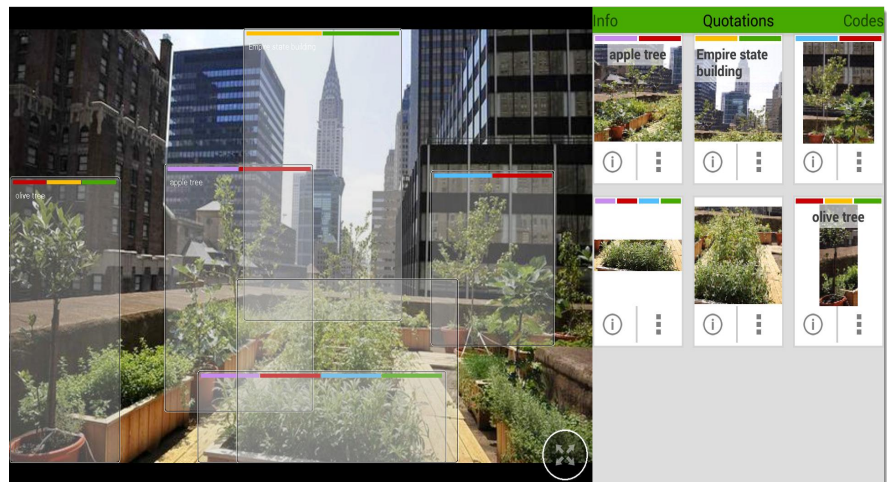 Info
Quotations
Codes
Empire state building
olive tree
apple tree
apple tree
Empire state
building
olive tree